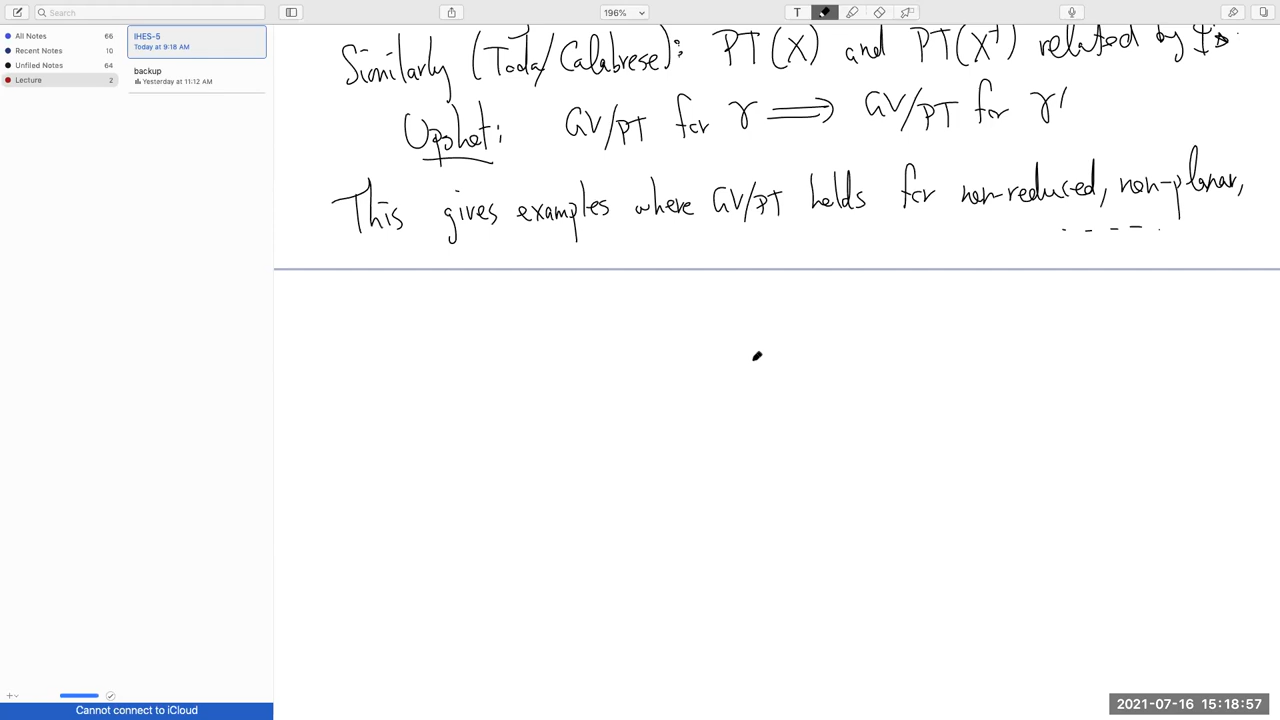 Search
196%
T
All Notes 66
Recent Notes 10
Unfiled Notes 64
Lecture 2
IHES-5
Today at 9:18 AM
backup
Yesterday at 11:12 AM
Similarly (Toda/Calabrese): PT(X) and PT(X⁺) related by
Upshot: GV/PT for γ ⟹ GV/PT for γ'
This gives examples where GV/PT holds for non-reduced, non-planar,
Cannot connect to iCloud
2021-07-16 15:18:57